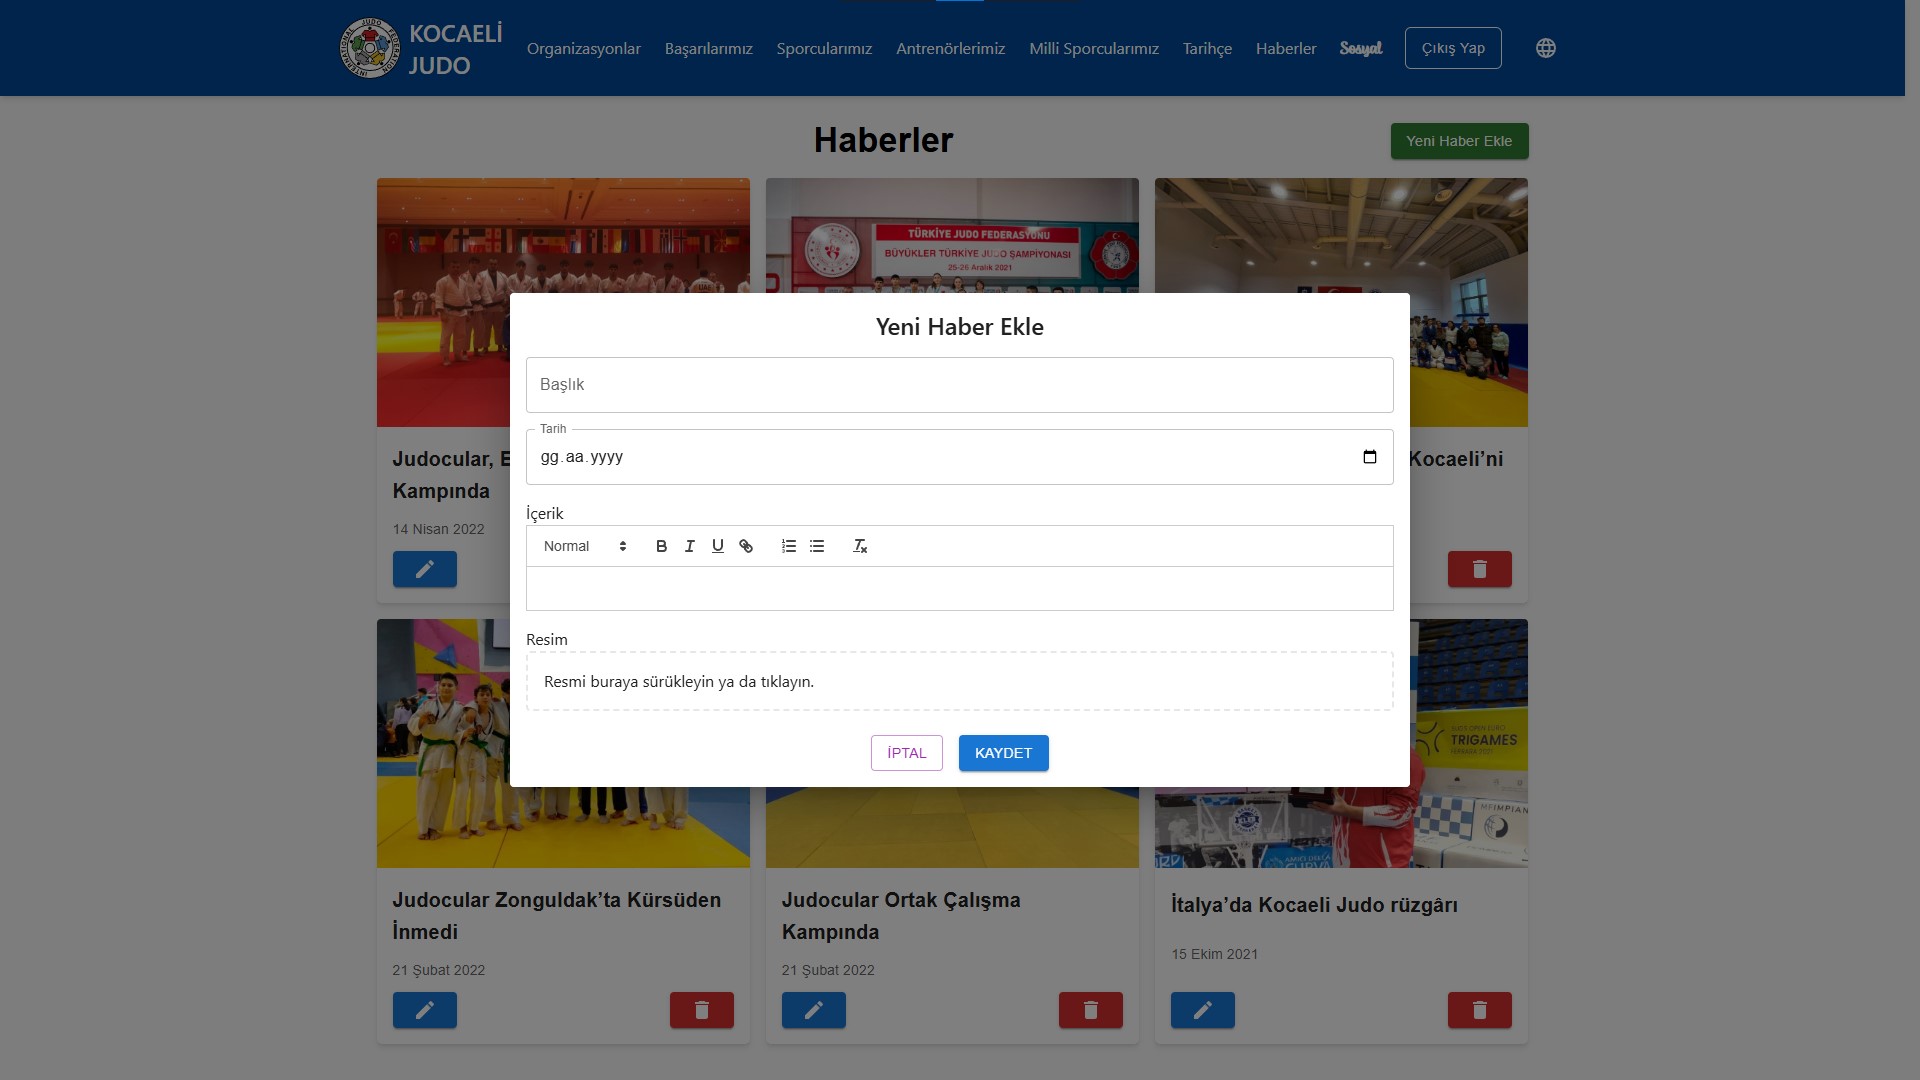 KOCAELİ
JUDO
Organizasyonlar
Başarılarımız
Sporcularımız
Antrenörlerimiz
Milli Sporcularımız
Tarihçe
Haberler
Sosyal
Çıkış Yap
Haberler
Yeni Haber Ekle
TÜRKİYE JUDO FEDERASYONU
BÜYÜKLER TÜRKİYE JUDO ŞAMPİYONASI
25-26 Aralık 2021
Yeni Haber Ekle
Başlık
Tarih
gg.aa.yyyy
İçerik
Normal
Resim
Resmi buraya sürükleyin ya da tıklayın.
İPTAL
KAYDET
Judocular, E
Kampında
14 Nisan 2022
Kocaeli’ni
TRIGAMES
Judocular Zonguldak’ta Kürsüden
İnmedi
21 Şubat 2022
Judocular Ortak Çalışma
Kampında
21 Şubat 2022
İtalya’da Kocaeli Judo rüzgârı
15 Ekim 2021